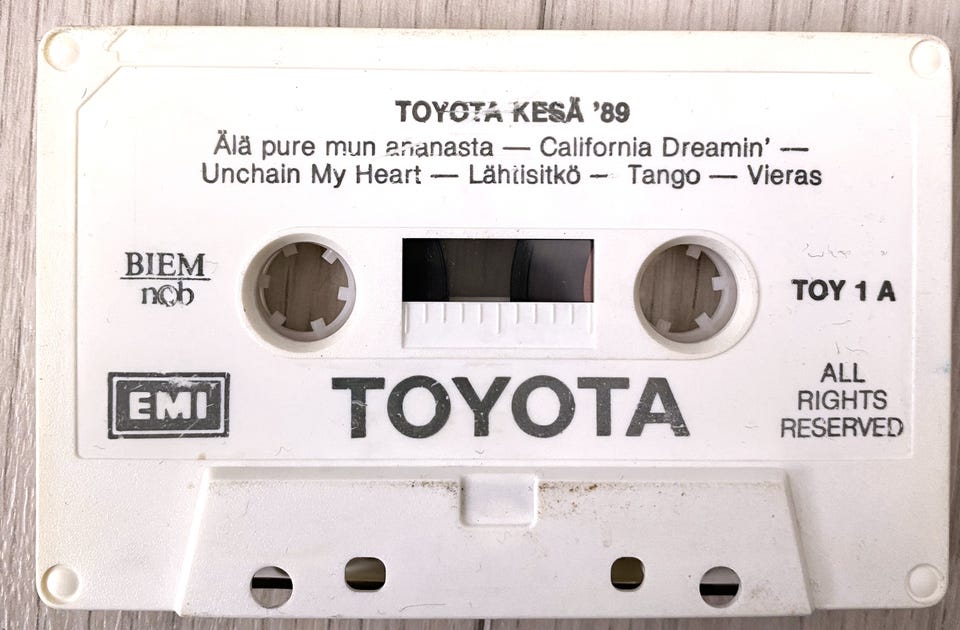 TOYOTA KESÄ '89
Älä pure mun ananasta — California Dreamin' —
Unchain My Heart — Lähtisitkö — Tango — Vieras
BIEM
ncb
TOY 1 A
EMI
TOYOTA
ALL
RIGHTS
RESERVED